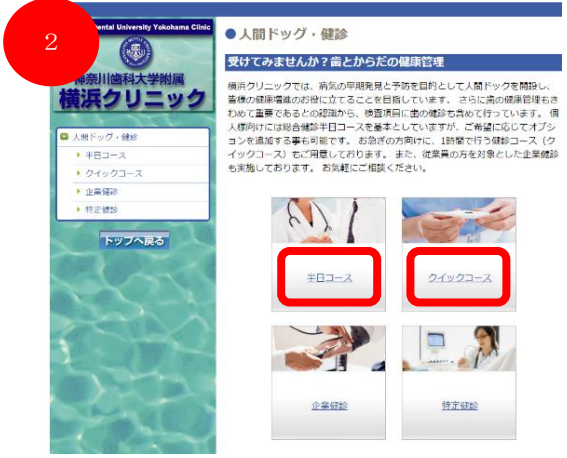 2
ental University Yokohama Clinic
神奈川歯科大学附属
横浜クリニック
人間ドッグ・健診
半日コース
クイックコース
企業健診
特定健診
トップへ戻る
●人間ドッグ・健診
受けてみませんか？歯とからだの健康管理
横浜クリニックでは、病気の早期発見と予防を目的として人間ドックを開設し、
皆様の健康増進のお役に立てることを目指しています。 さらに歯の健康管理もき
わめて重要であるとの認識から、検査項目に歯の健診も含めて行っています。 個
人様向けには総合健診半日コースを基本としていますが、ご希望に応じてオプシ
ョンを追加する事も可能です。 お急ぎの方向けに、1時間で行う健診コース（ク
イックコース）もご用意しております。 また、従業員の方を対象とした企業健診
も実施しております。 お気軽にご相談ください。
半日コース
クイックコース
企業健診
特定健診